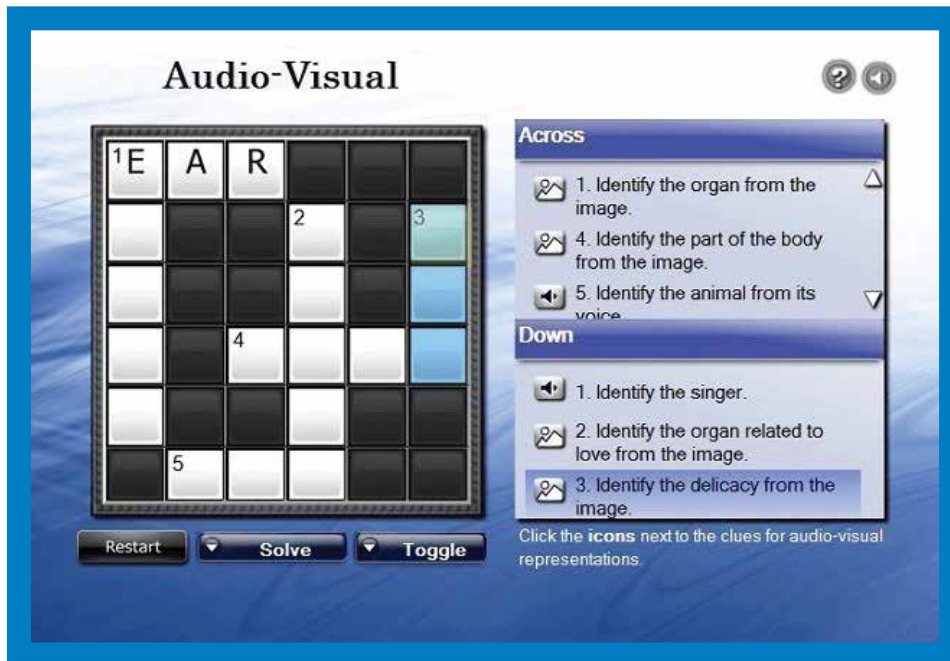 Audio-Visual
?
1 E A R
2
3
4
5
Across
1. Identify the organ from the
image.
4. Identify the part of the body
from the image.
5. Identify the animal from its
voice
Down
1. Identify the singer.
2. Identify the organ related to
love from the image.
3. Identify the delicacy from the
image.
Click the icons next to the clues for audio-visual
representations.
Restart
Solve
Toggle